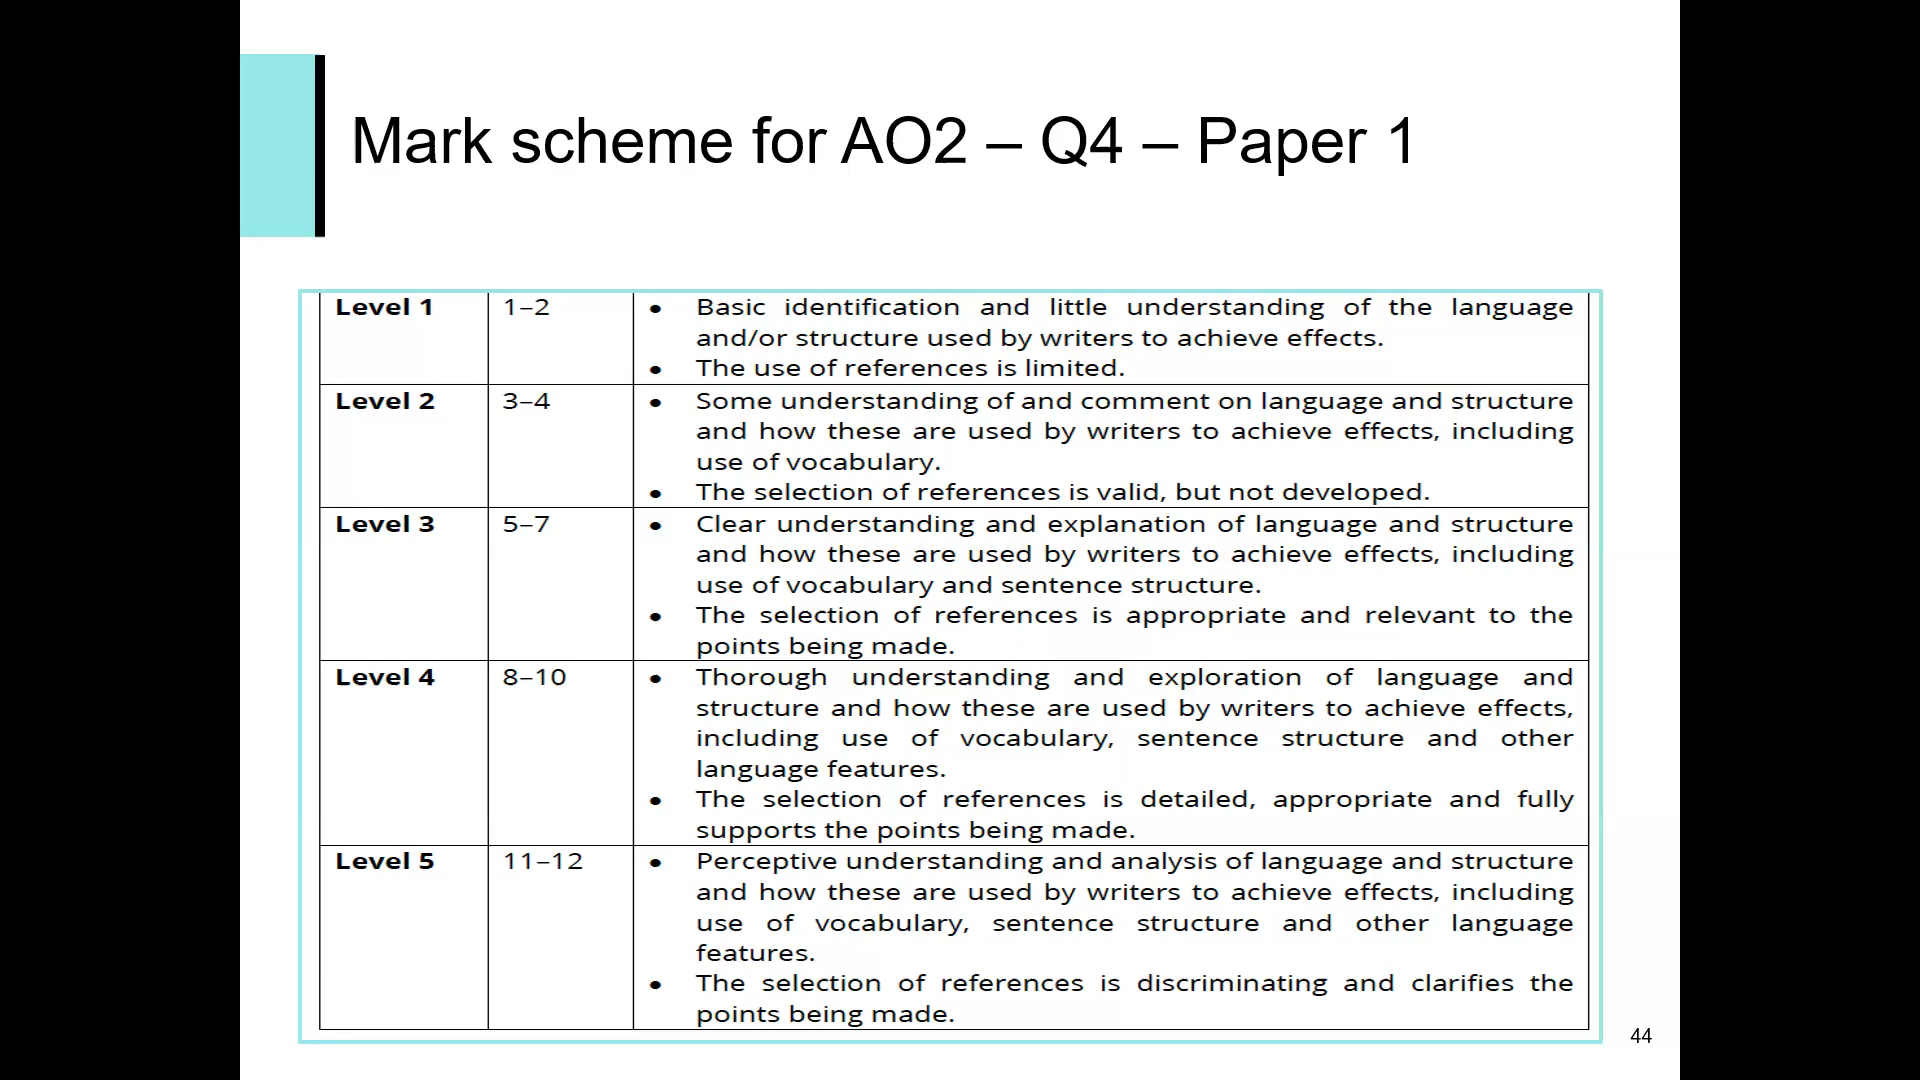 Mark scheme for AO2 – Q4 – Paper 1
Level 1 1–2 • Basic identification and little understanding of the language
and/or structure used by writers to achieve effects.
• The use of references is limited.
Level 2 3–4 • Some understanding of and comment on language and structure
and how these are used by writers to achieve effects, including
use of vocabulary.
• The selection of references is valid, but not developed.
Level 3 5–7 • Clear understanding and explanation of language and structure
and how these are used by writers to achieve effects, including
use of vocabulary and sentence structure.
• The selection of references is appropriate and relevant to the
points being made.
Level 4 8–10 • Thorough understanding and exploration of language and
structure and how these are used by writers to achieve effects,
including use of vocabulary, sentence structure and other
language features.
• The selection of references is detailed, appropriate and fully
supports the points being made.
Level 5 11–12 • Perceptive understanding and analysis of language and structure
and how these are used by writers to achieve effects, including
use of vocabulary, sentence structure and other language
features.
• The selection of references is discriminating and clarifies the
points being made.
44